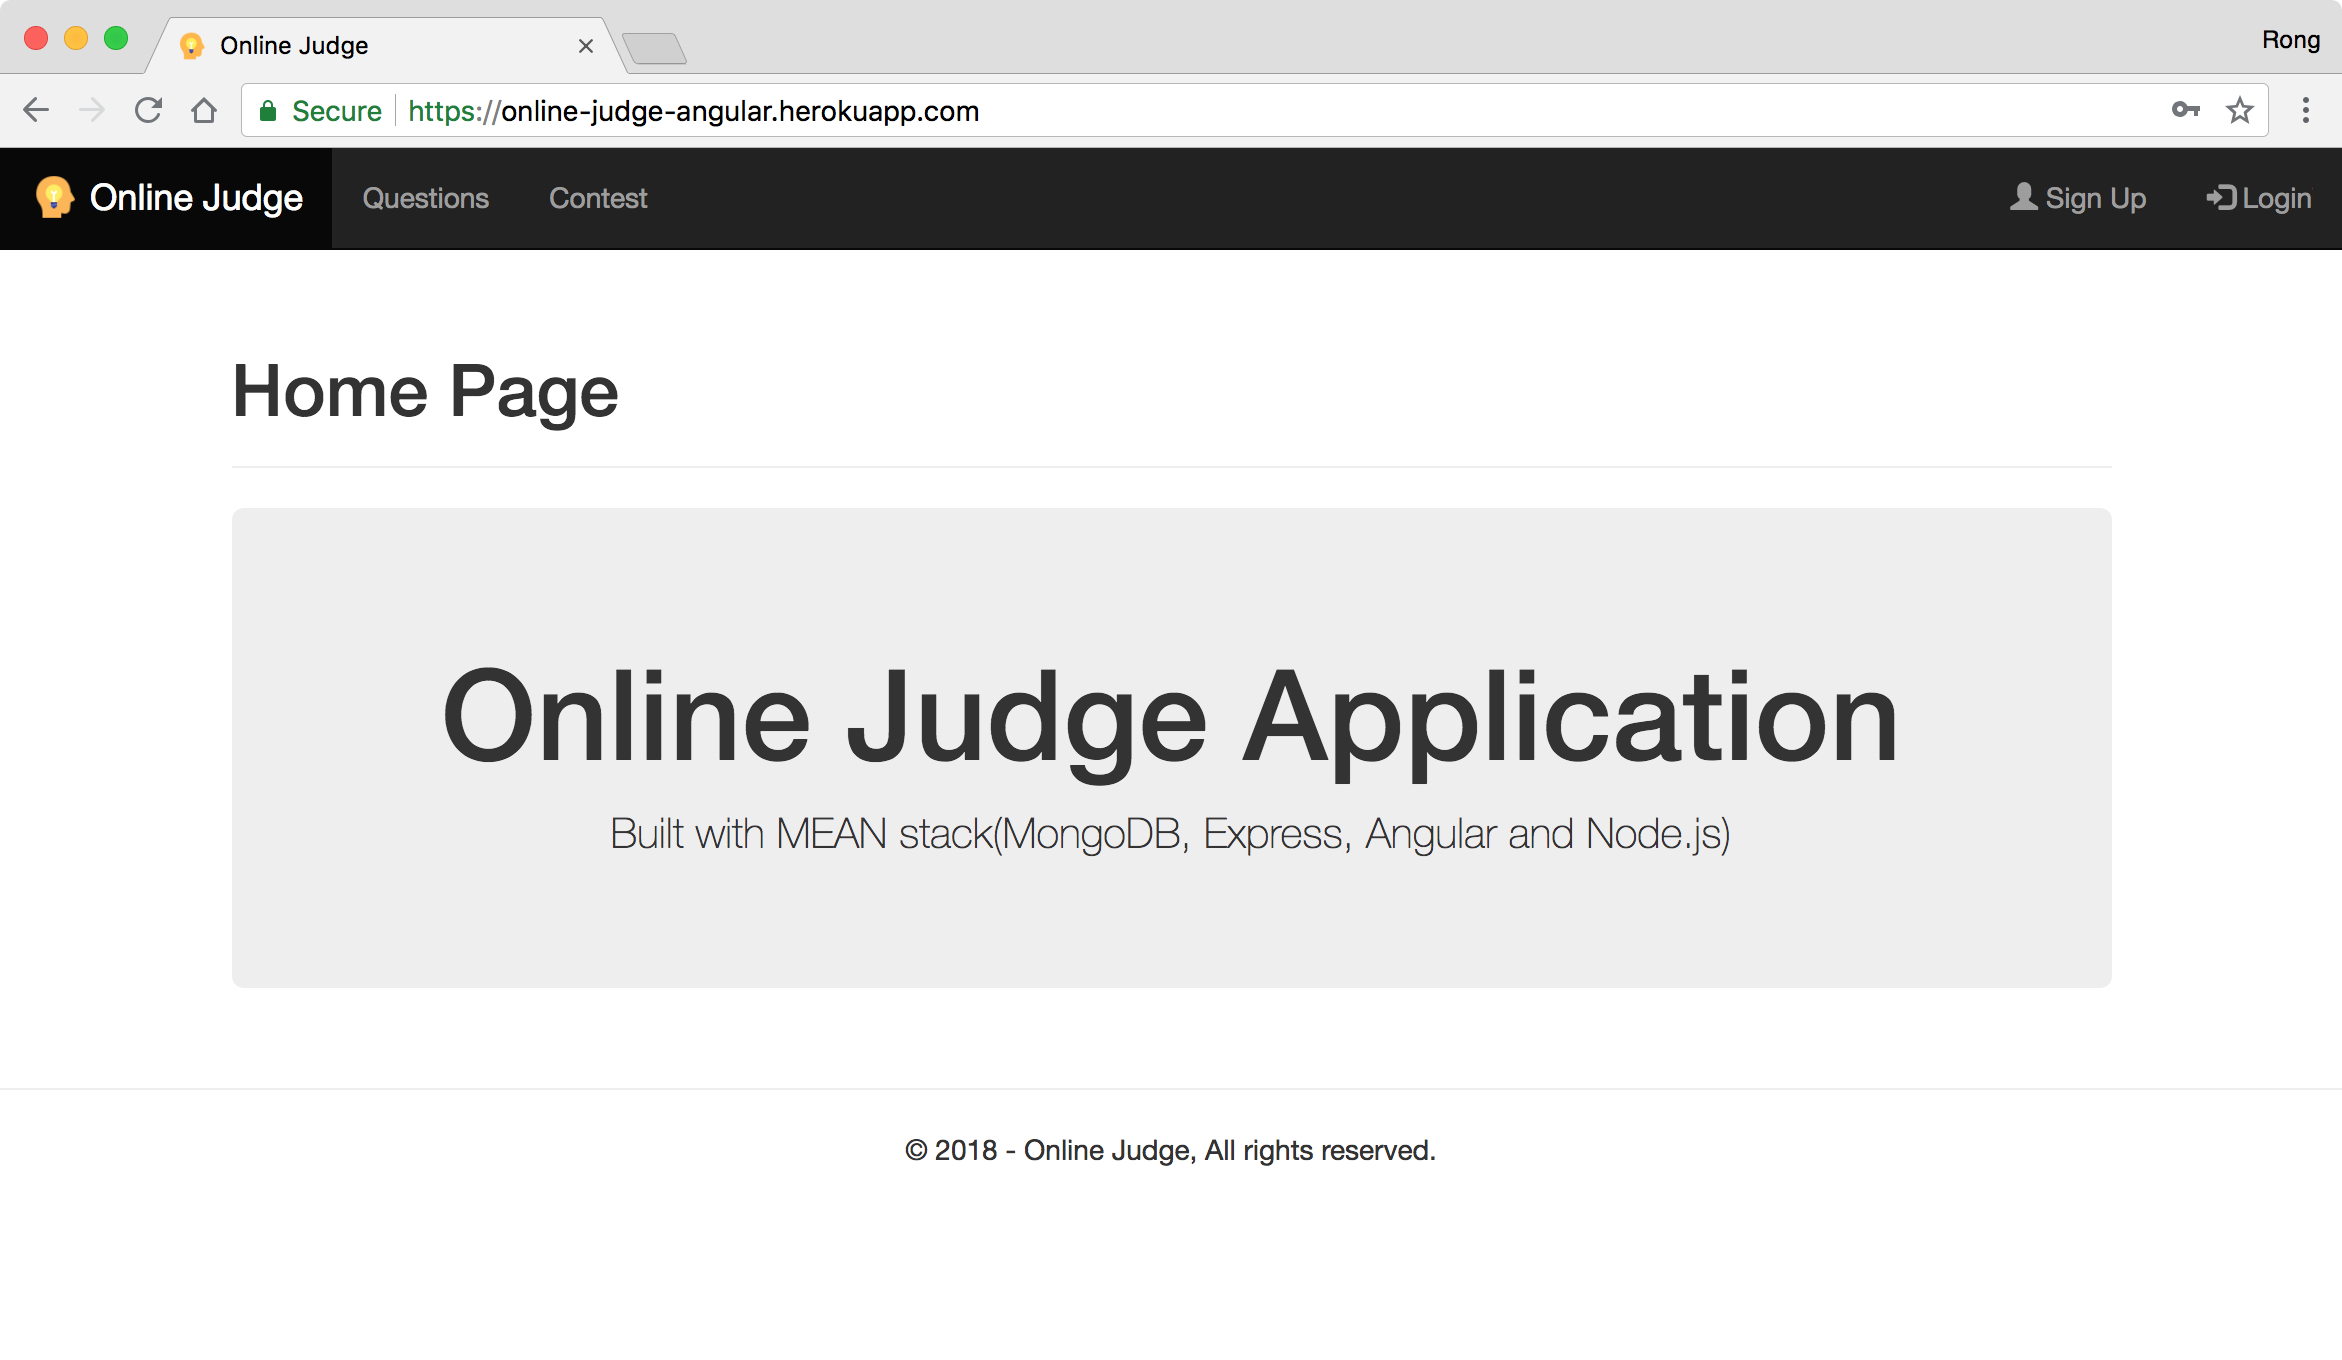 Online Judge
Rong
Secure https://online-judge-angular.herokuapp.com
Online Judge Questions Contest Sign Up Login
Home Page
Online Judge Application
Built with MEAN stack(MongoDB, Express, Angular and Node.js)
© 2018 - Online Judge, All rights reserved.